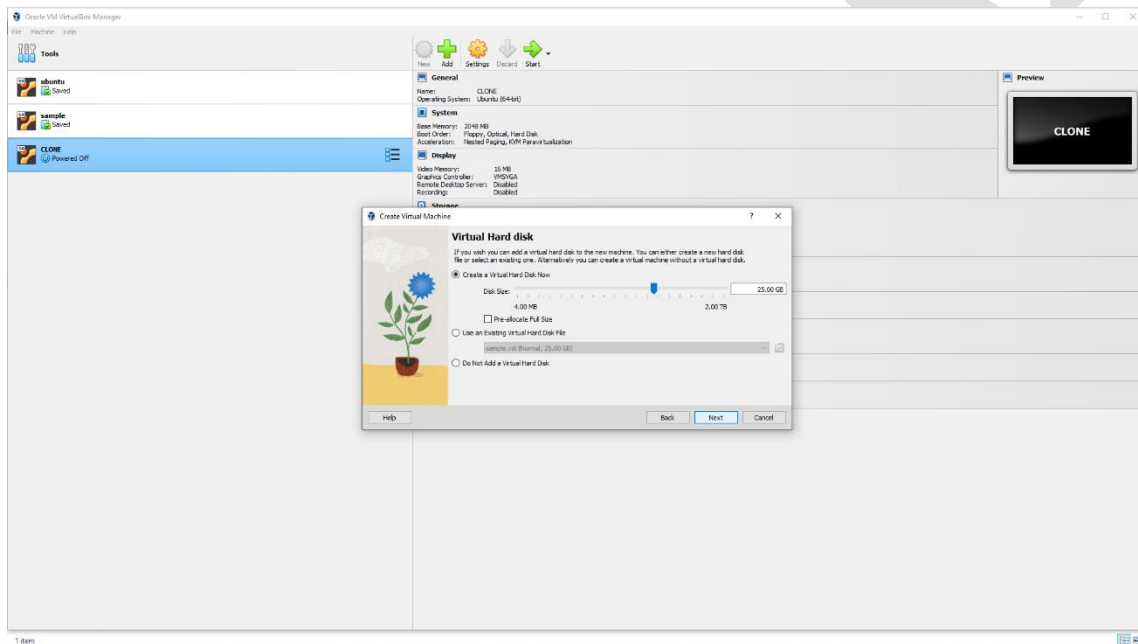 Oracle VM VirtualBox Manager
File Machine Help
Tools
New Add Settings Discard Start
ubuntu
Saved
sample
Saved
CLONE
Powered Off
General
Name: CLONE
Operating System: Ubuntu (64-bit)
System
Base Memory: 2048 MB
Boot Order: Floppy, Optical, Hard Disk
Acceleration: Nested Paging, KVM Paravirtualization
Display
Video Memory: 16 MB
Graphics Controller: VMSVGA
Remote Desktop Server: Disabled
Recording: Disabled
Storage
Preview
CLONE
Create Virtual Machine ?
Virtual Hard disk
If you wish you can add a virtual hard disk to the new machine. You can either create a new hard disk
file or select an existing one. Alternatively you can create a virtual machine without a virtual hard disk.
Create a Virtual Hard Disk Now
Disk Size: 25.00 GB
4.00 MB 2.00 TB
Pre-allocate Full Size
Use an Existing Virtual Hard Disk File
sample.vdi (Normal, 25.00 GB)
Do Not Add a Virtual Hard Disk
Help Back Next Cancel
1 item